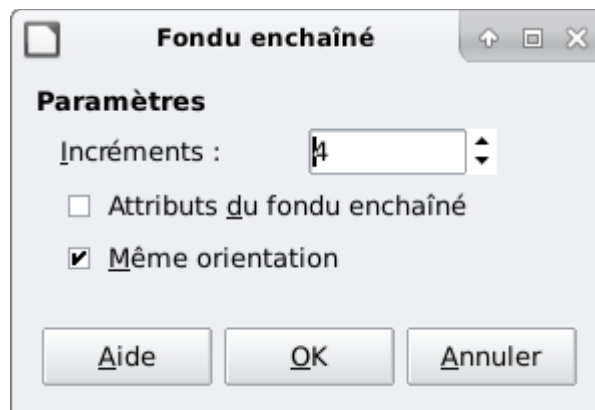 Fondu enchaîné
Paramètres
Incréments : 4
Attributs du fondu enchaîné
Même orientation
Aide OK Annuler